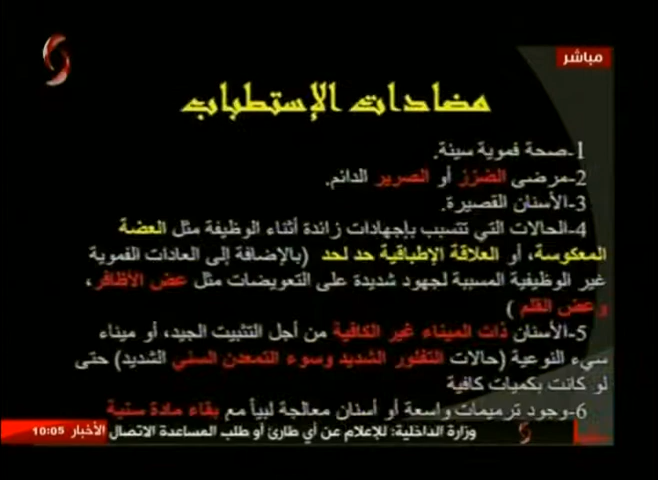 مباشر
مضادات الإستطباب
1-صحة فموية سيئة.
2-مرضى الضزز أو الصرير الدائم.
3-الأسنان القصيرة.
4-الحالات التي تتسبب بإجهادات زائدة أثناء الوظيفة مثل العضة
المعكوسة، أو العلاقة الإطباقية حد لحد (بالإضافة إلى العادات الفموية
غير الوظيفية المسببة لجهود شديدة على التعويضات مثل عض الأظافر،
وعض القلم )
5-الأسنان ذات الميناء غير الكافية من أجل التثبيت الجيد، أو ميناء
سيء النوعية (حالات التفلور الشديد وسوء التمعدن السني الشديد) حتى
لو كانت بكميات كافية
6-وجود ترميمات واسعة أو أسنان معالجة لبياً مع بقاء مادة سنية
الأخبار 10:05 وزارة الداخلية: للإعلام عن أي طارئ أو طلب المساعدة الاتصال